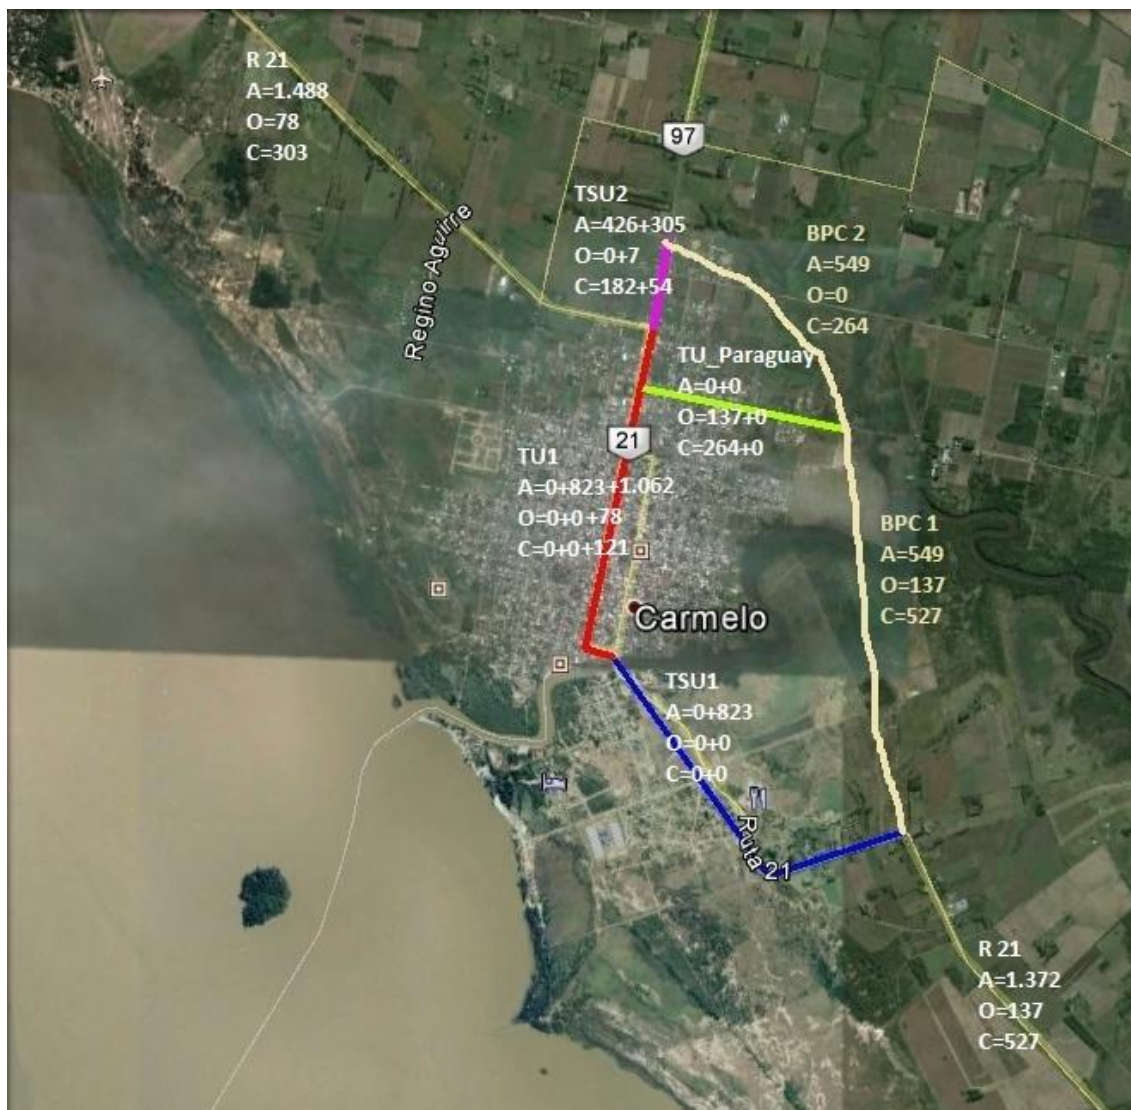 R 21
A=1.488
O=78
C=303
97
TSU2
A=426+305
O=0+7
C=182+54
BPC 2
A=549
O=0
C=264
Regino Aguirre
TU_Paraguay
A=0+0
O=137+0
C=264+0
21
TU1
A=0+823+1.062
O=0+0+78
C=0+0+121
BPC 1
A=549
O=137
C=527
Carmelo
TSU1
A=0+823
O=0+0
C=0+0
Ruta 21
R 21
A=1.372
O=137
C=527